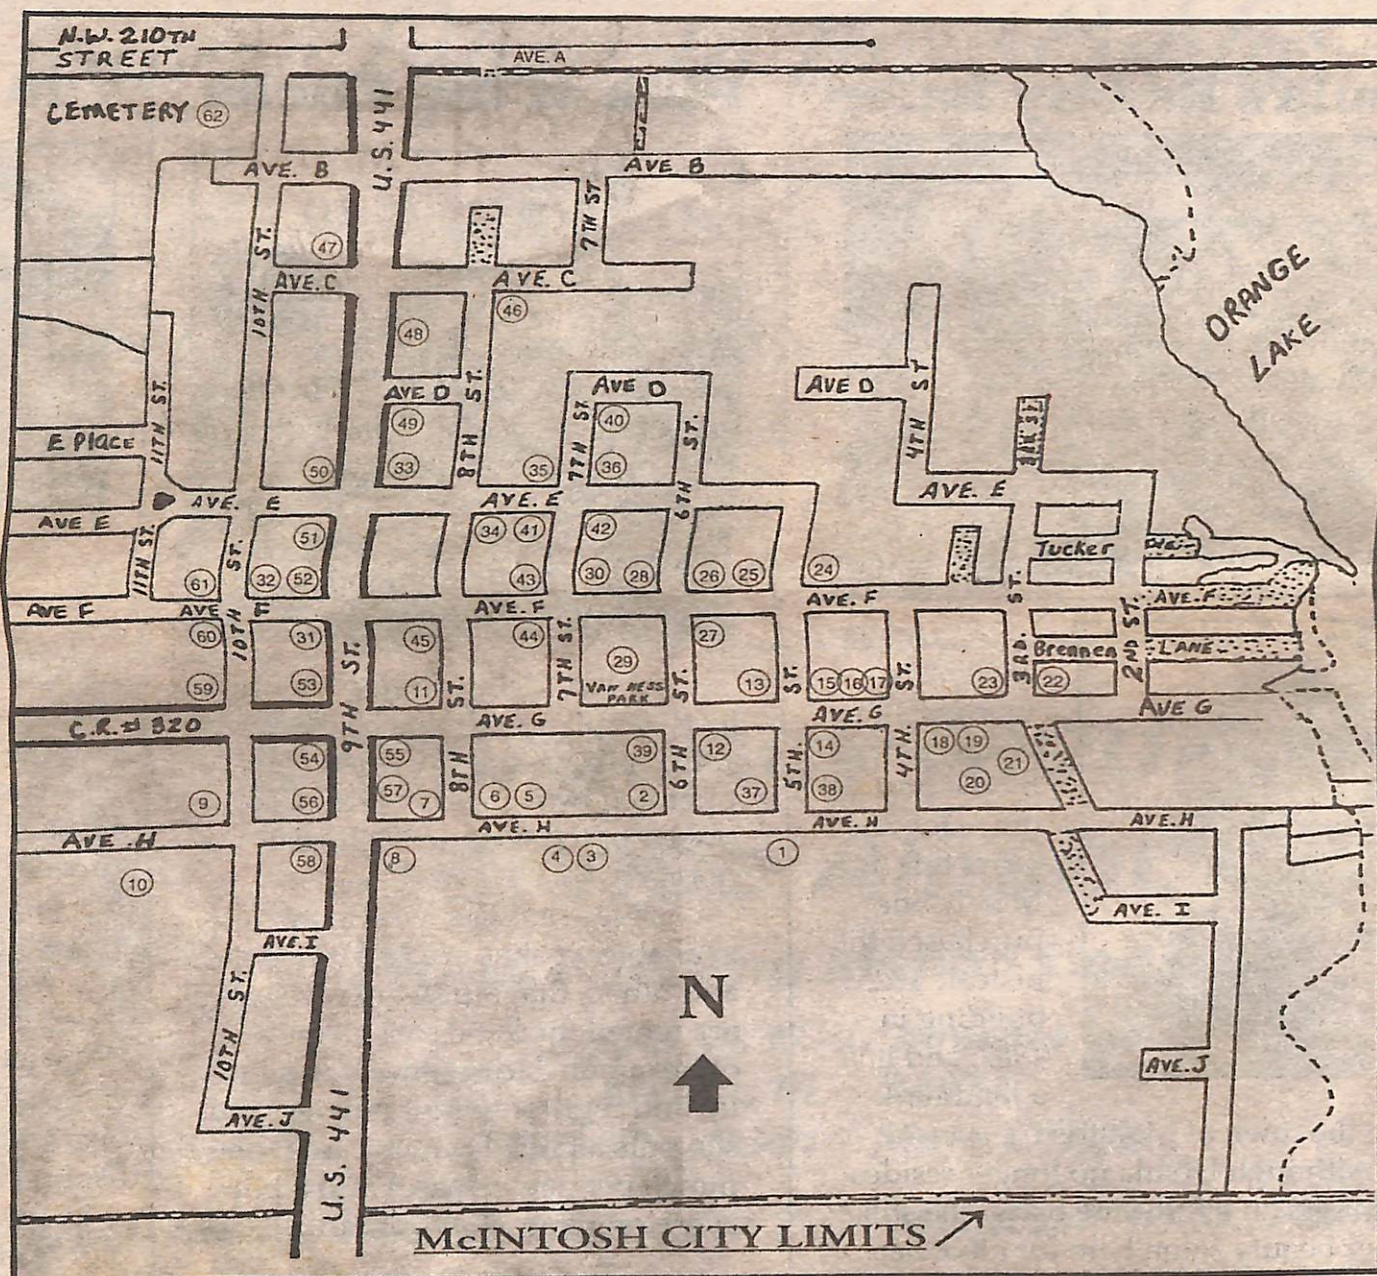 N.W. 210TH
STREET
AVE. A
CEMETERY 62
U.S. 441
AVE. B
AVE B
10TH ST.
47
7TH ST
AVE. C
AVE. C
ORANGE
LAKE
46
48
11TH ST.
AVE D
8TH ST.
AVE D
AVE D
4TH ST
E PlACE
49
33
40
36
7TH ST.
6TH ST.
50
35
AVE. E
AVE. E
AVE. E
AVE E
11TH ST.
10TH ST.
51
34 41
42
Tucker
61
32 52
43
30 28
26 25
24
AVE F
AVE F
AVE. F
AVE. F
AVE. F
3RD. ST.
2ND ST.
60
31
45
44
27
9TH ST.
8TH ST.
7TH ST.
29
VAN NESS
PARK
6TH ST.
5TH. ST.
4TH. ST.
Brennen LANE
59
53
11
13
15 16 17
23
22
C.R. # 320
AVE. G
AVE. G
AVE G
54
55
39
12
14
18 19
21
20
9
56
57
7
6 5
2
37
38
AVE. H
AVE. H
AVE. H
AVE. H
58
8
4 3
1
10
AVE. I
AVE. I
10TH ST.
N
AVE. J
AVE. J
U.S. 441
McINTOSH CITY LIMITS